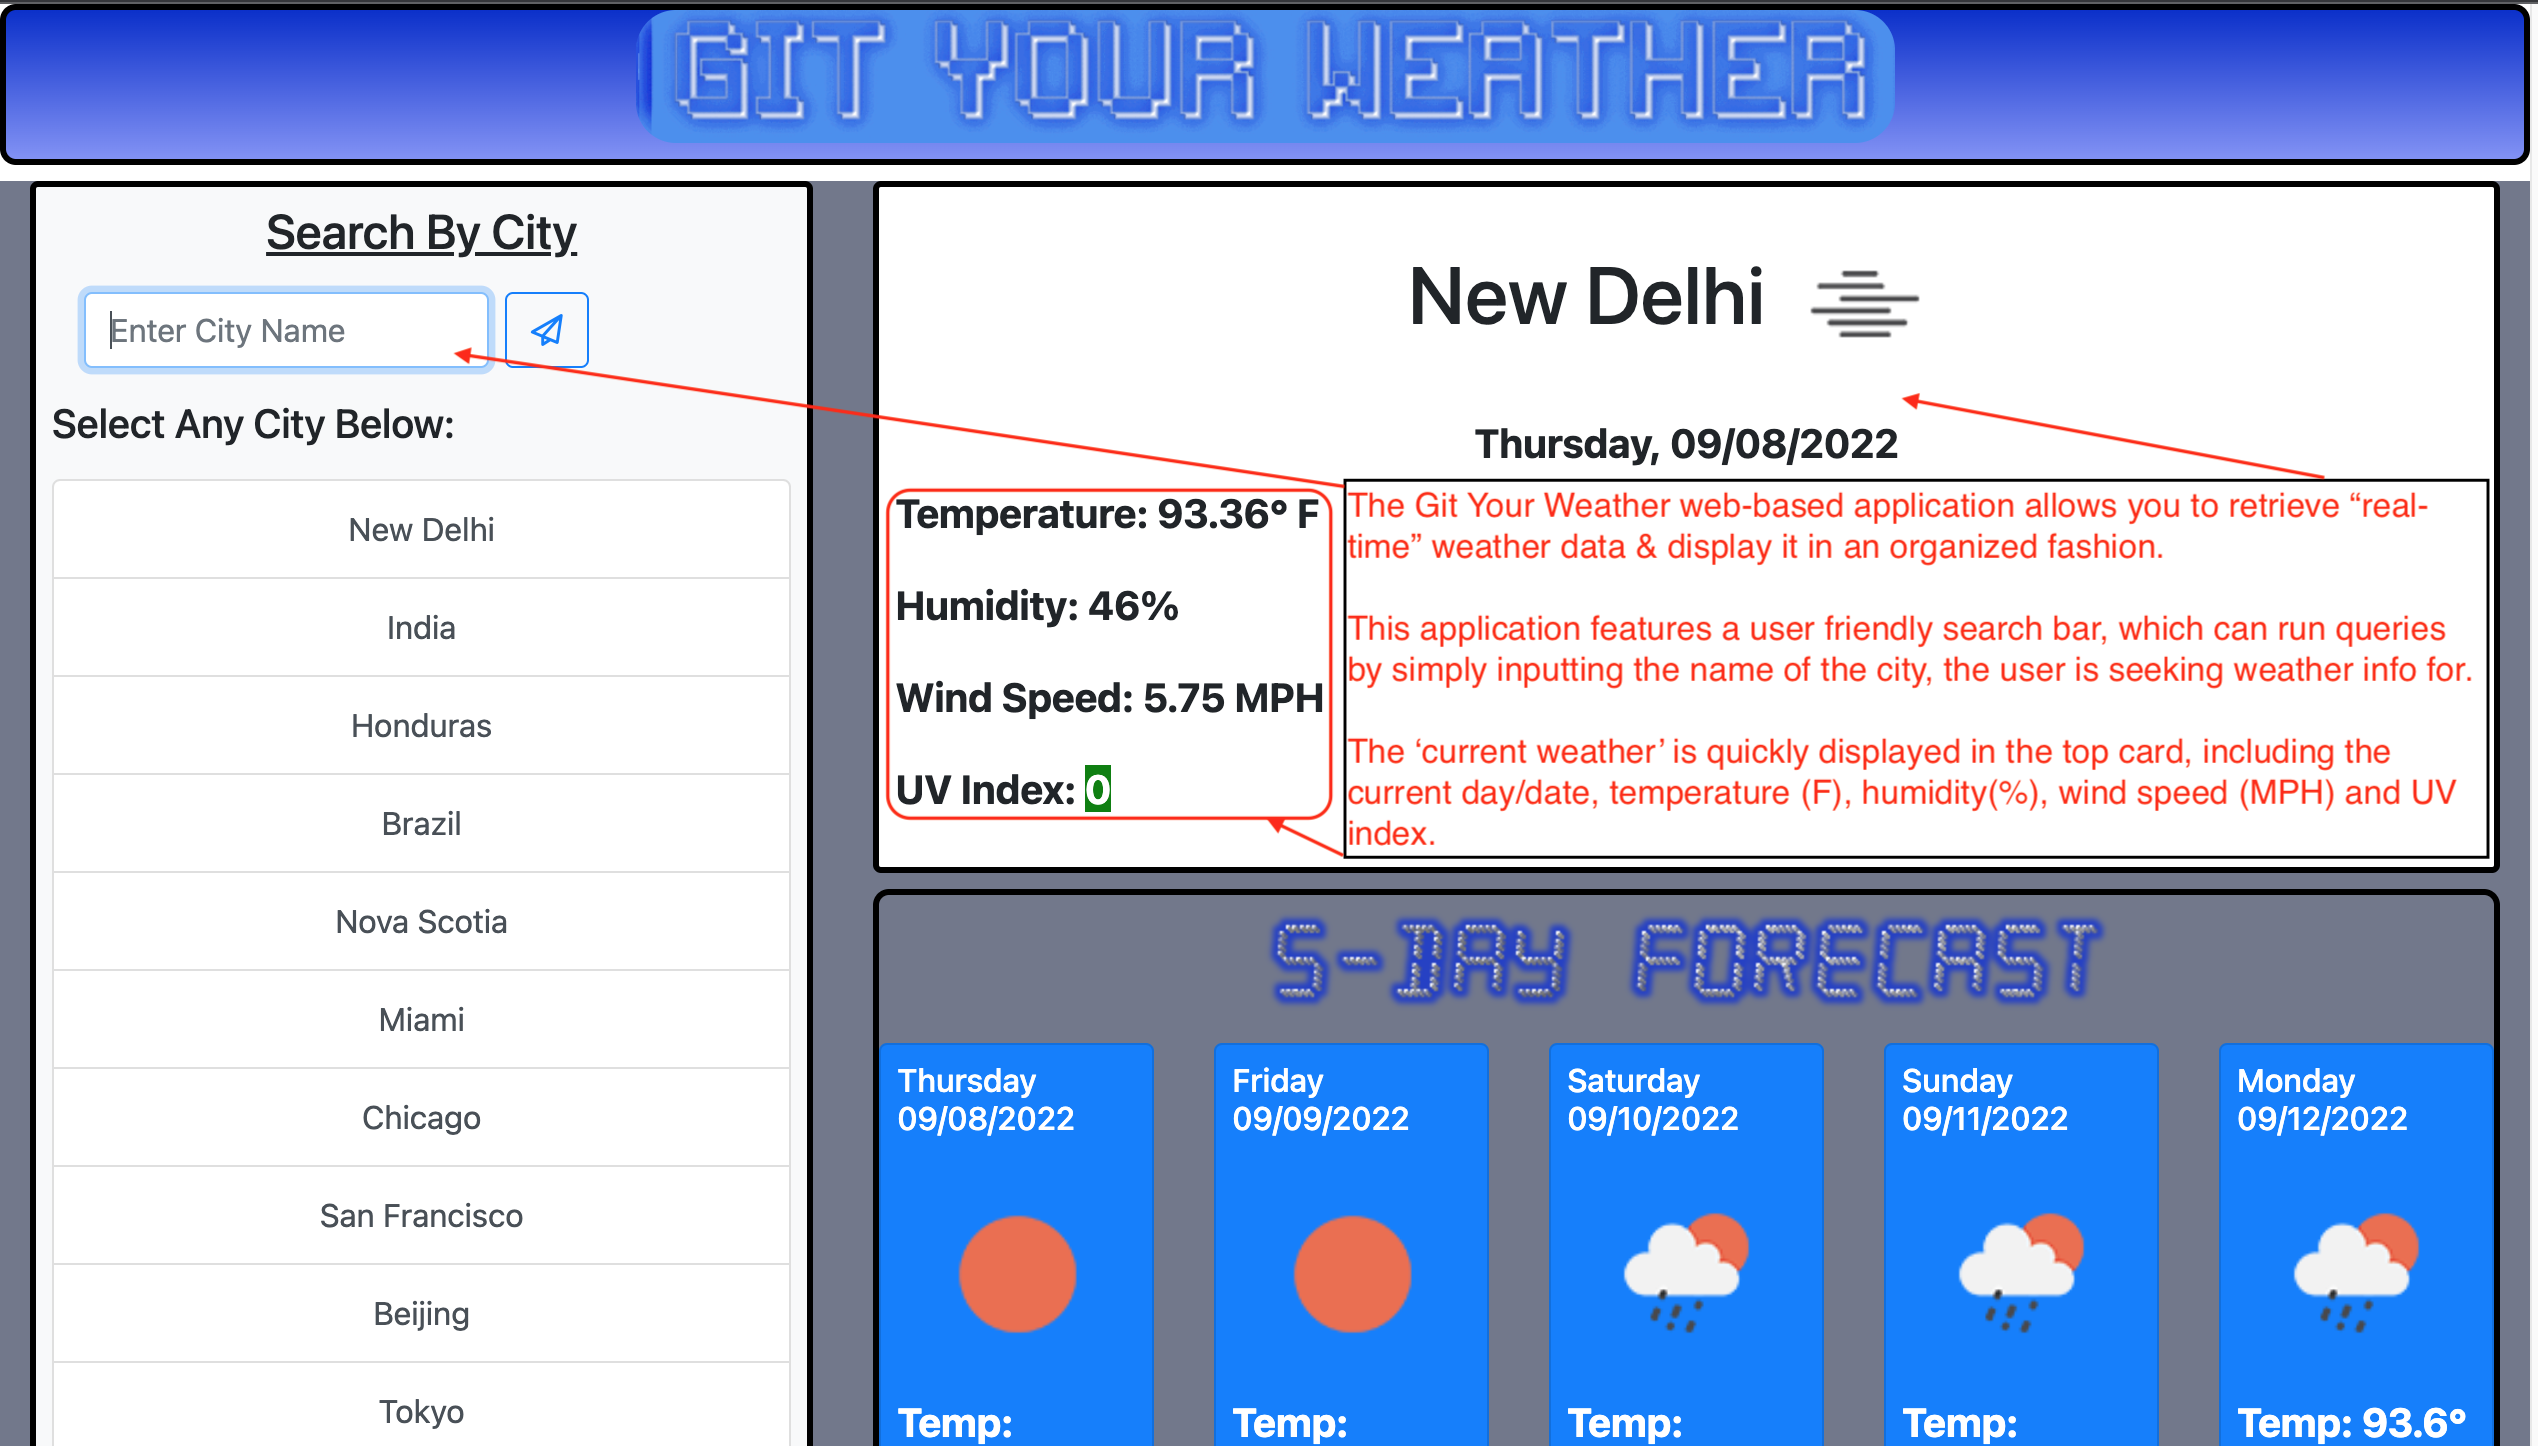 GIT YOUR WEATHER
Search By City
Enter City Name
Select Any City Below:
New Delhi
India
Honduras
Brazil
Nova Scotia
Miami
Chicago
San Francisco
Beijing
Tokyo
New Delhi
Thursday, 09/08/2022
Temperature: 93.36° F
Humidity: 46%
Wind Speed: 5.75 MPH
UV Index: 0
The Git Your Weather web-based application allows you to retrieve “real-
time” weather data & display it in an organized fashion.
This application features a user friendly search bar, which can run queries
by simply inputting the name of the city, the user is seeking weather info for.
The ‘current weather’ is quickly displayed in the top card, including the
current day/date, temperature (F), humidity(%), wind speed (MPH) and UV
index.
5-DAY FORECAST
Thursday
09/08/2022
Temp:
Friday
09/09/2022
Temp:
Saturday
09/10/2022
Temp:
Sunday
09/11/2022
Temp:
Monday
09/12/2022
Temp: 93.6°